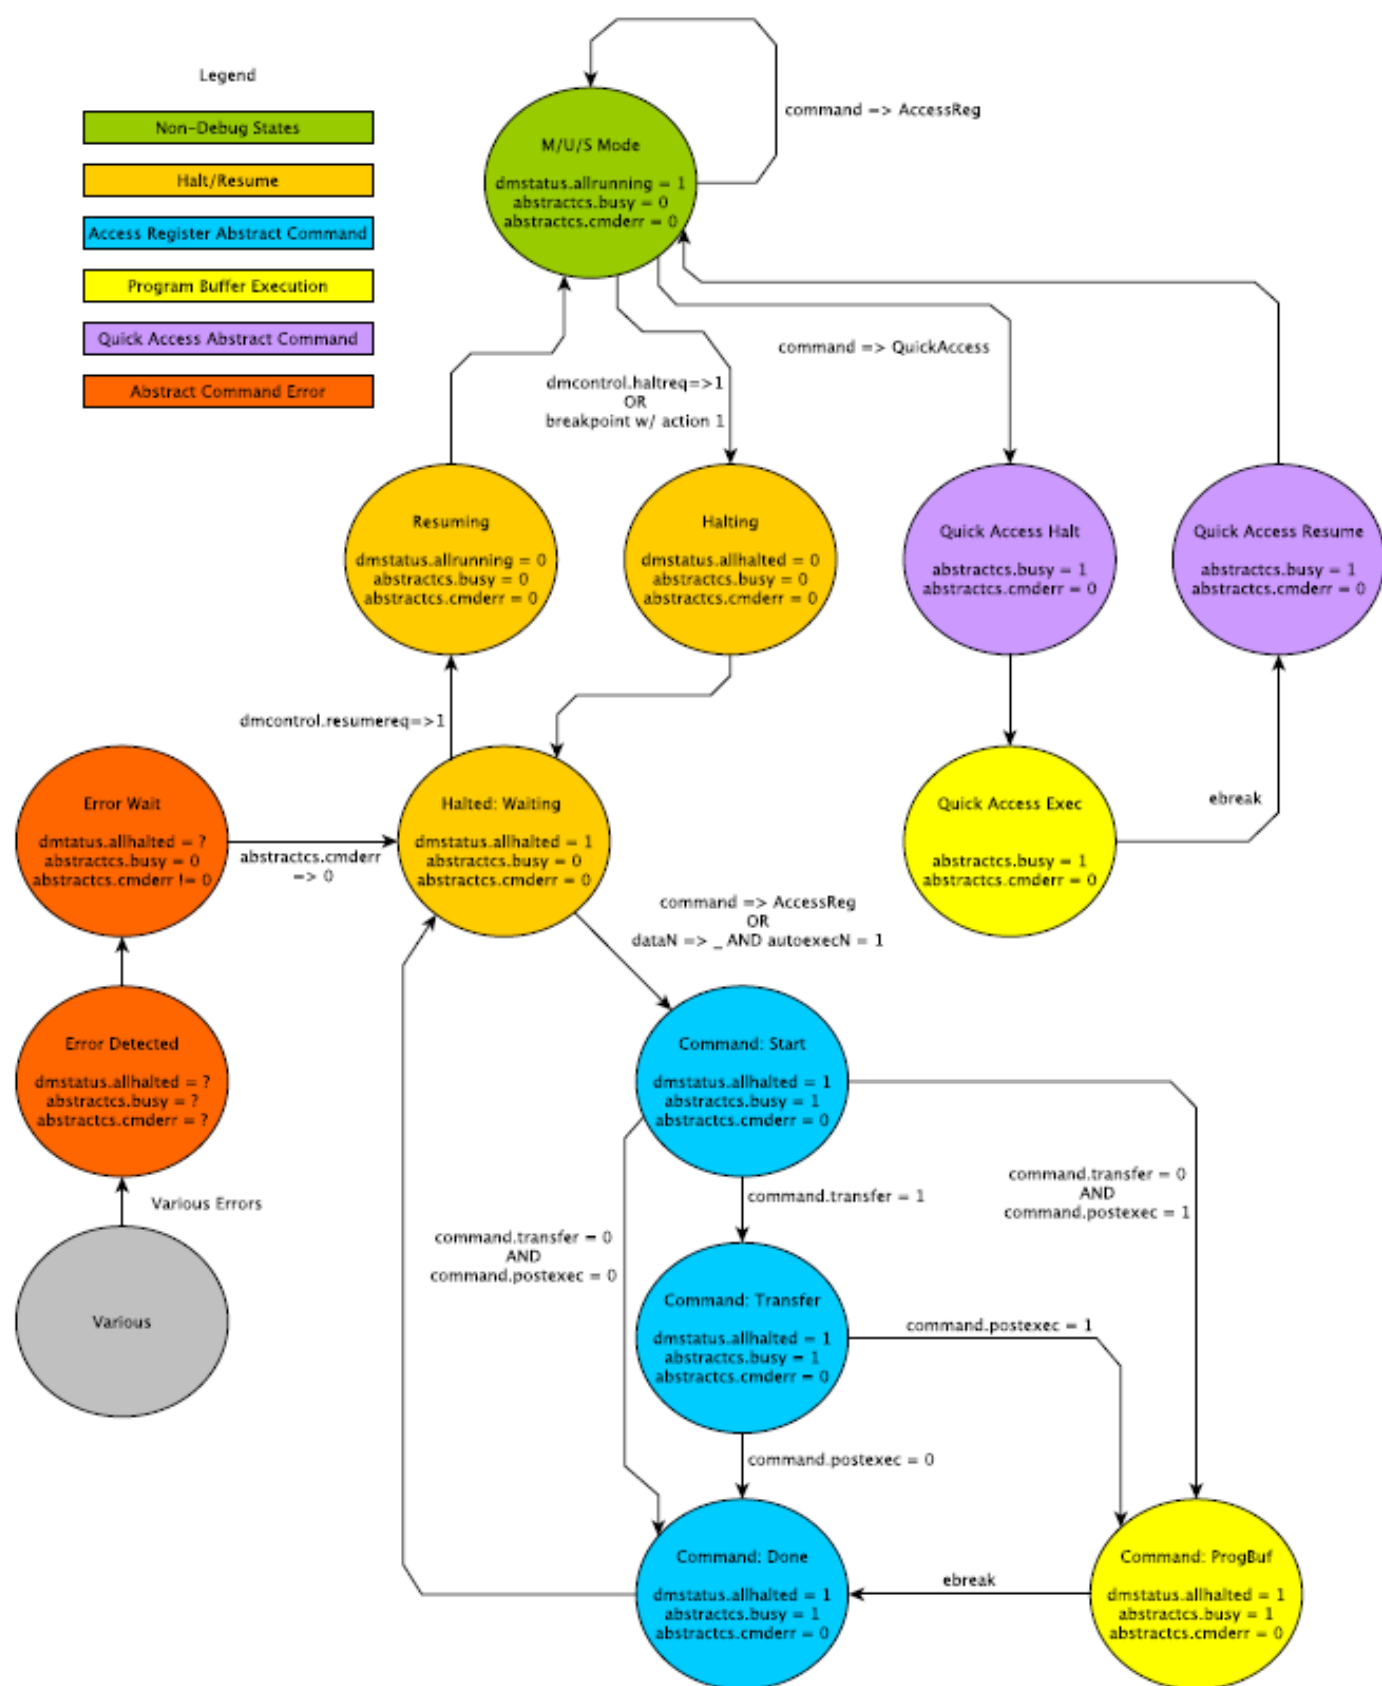 Legend
Non-Debug States
Halt/Resume
Access Register Abstract Command
Program Buffer Execution
Quick Access Abstract Command
Abstract Command Error
command => AccessReg
M/U/S Mode
dmstatus.allrunning = 1
abstractcs.busy = 0
abstractcs.cmderr = 0
command => QuickAccess
dmcontrol.haltreq=>1
OR
breakpoint w/ action 1
Resuming
dmstatus.allrunning = 0
abstractcs.busy = 0
abstractcs.cmderr = 0
Halting
dmstatus.allhalted = 0
abstractcs.busy = 0
abstractcs.cmderr = 0
Quick Access Halt
abstractcs.busy = 1
abstractcs.cmderr = 0
Quick Access Resume
abstractcs.busy = 1
abstractcs.cmderr = 0
dmcontrol.resumereq=>1
Error Wait
dmtatus.allhalted = ?
abstractcs.busy = 0
abstractcs.cmderr != 0
abstractcs.cmderr
=> 0
Halted: Waiting
dmstatus.allhalted = 1
abstractcs.busy = 0
abstractcs.cmderr = 0
Quick Access Exec
abstractcs.busy = 1
abstractcs.cmderr = 0
ebreak
command => AccessReg
OR
dataN => _ AND autoexecN = 1
Error Detected
dmstatus.allhalted = ?
abstractcs.busy = ?
abstractcs.cmderr = ?
Command: Start
dmstatus.allhalted = 1
abstractcs.busy = 1
abstractcs.cmderr = 0
Various Errors
command.transfer = 1
command.transfer = 0
AND
command.postexec = 1
command.transfer = 0
AND
command.postexec = 0
Various
Command: Transfer
dmstatus.allhalted = 1
abstractcs.busy = 1
abstractcs.cmderr = 0
command.postexec = 1
command.postexec = 0
Command: Done
dmstatus.allhalted = 1
abstractcs.busy = 1
abstractcs.cmderr = 0
ebreak
Command: ProgBuf
dmstatus.allhalted = 1
abstractcs.busy = 1
abstractcs.cmderr = 0